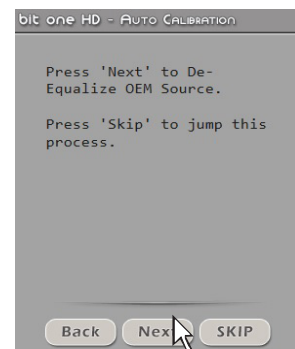 bit one HD - Auto Calibration
Press 'Next' to De-
Equalize OEM Source.
Press 'Skip' to jump this
process.
Back Next SKIP